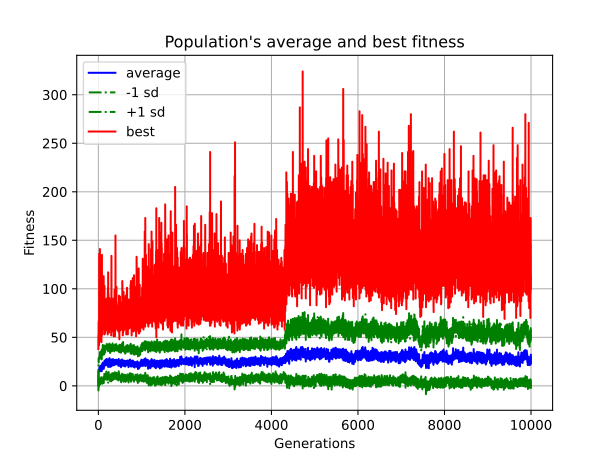 Population's average and best fitness
average
-1 sd
+1 sd
best
300
250
200
150
100
50
0
Fitness
0 2000 4000 6000 8000 10000
Generations